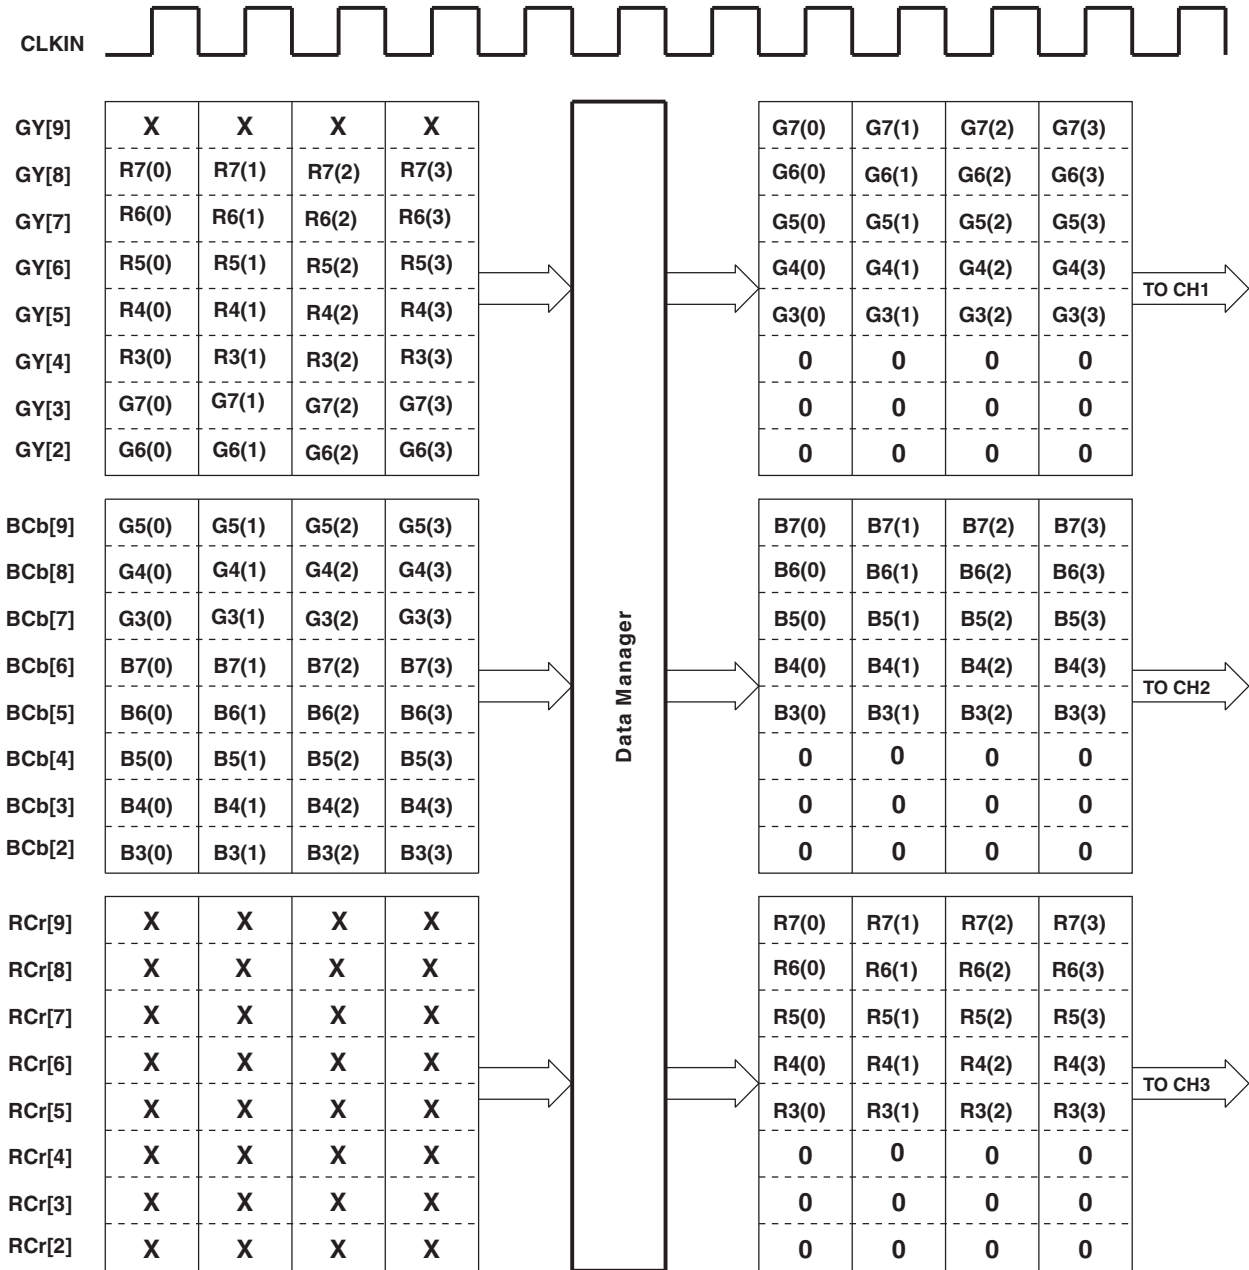 CLKIN
GY[9] X X X X G7(0) G7(1) G7(2) G7(3)
GY[8] R7(0) R7(1) R7(2) R7(3) G6(0) G6(1) G6(2) G6(3)
GY[7] R6(0) R6(1) R6(2) R6(3) G5(0) G5(1) G5(2) G5(3)
GY[6] R5(0) R5(1) R5(2) R5(3) G4(0) G4(1) G4(2) G4(3)
TO CH1
GY[5] R4(0) R4(1) R4(2) R4(3) G3(0) G3(1) G3(2) G3(3)
GY[4] R3(0) R3(1) R3(2) R3(3) 0 0 0 0
GY[3] G7(0) G7(1) G7(2) G7(3) 0 0 0 0
GY[2] G6(0) G6(1) G6(2) G6(3) 0 0 0 0
BCb[9] G5(0) G5(1) G5(2) G5(3) B7(0) B7(1) B7(2) B7(3)
BCb[8] G4(0) G4(1) G4(2) G4(3) B6(0) B6(1) B6(2) B6(3)
BCb[7] G3(0) G3(1) G3(2) G3(3) B5(0) B5(1) B5(2) B5(3)
BCb[6] B7(0) B7(1) B7(2) B7(3) B4(0) B4(1) B4(2) B4(3)
Data Manager
TO CH2
BCb[5] B6(0) B6(1) B6(2) B6(3) B3(0) B3(1) B3(2) B3(3)
BCb[4] B5(0) B5(1) B5(2) B5(3) 0 0 0 0
BCb[3] B4(0) B4(1) B4(2) B4(3) 0 0 0 0
BCb[2] B3(0) B3(1) B3(2) B3(3) 0 0 0 0
RCr[9] X X X X R7(0) R7(1) R7(2) R7(3)
RCr[8] X X X X R6(0) R6(1) R6(2) R6(3)
RCr[7] X X X X R5(0) R5(1) R5(2) R5(3)
RCr[6] X X X X R4(0) R4(1) R4(2) R4(3)
TO CH3
RCr[5] X X X X R3(0) R3(1) R3(2) R3(3)
RCr[4] X X X X 0 0 0 0
RCr[3] X X X X 0 0 0 0
RCr[2] X X X X 0 0 0 0